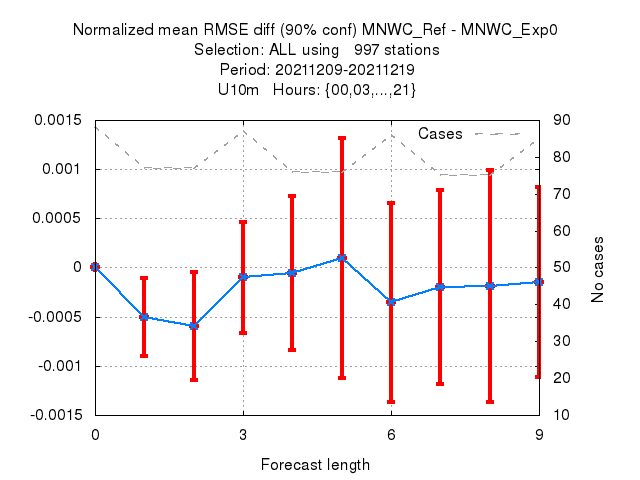 Normalized mean RMSE diff (90% conf) MNWC_Ref - MNWC_Exp0
Selection: ALL using 997 stations
Period: 20211209-20211219
U10m Hours: {00,03,...,21}
0.0015
0.001
0.0005
0
-0.0005
-0.001
-0.0015
Cases
90
80
70
60
50
40
30
20
10
No cases
0
3
6
9
Forecast length